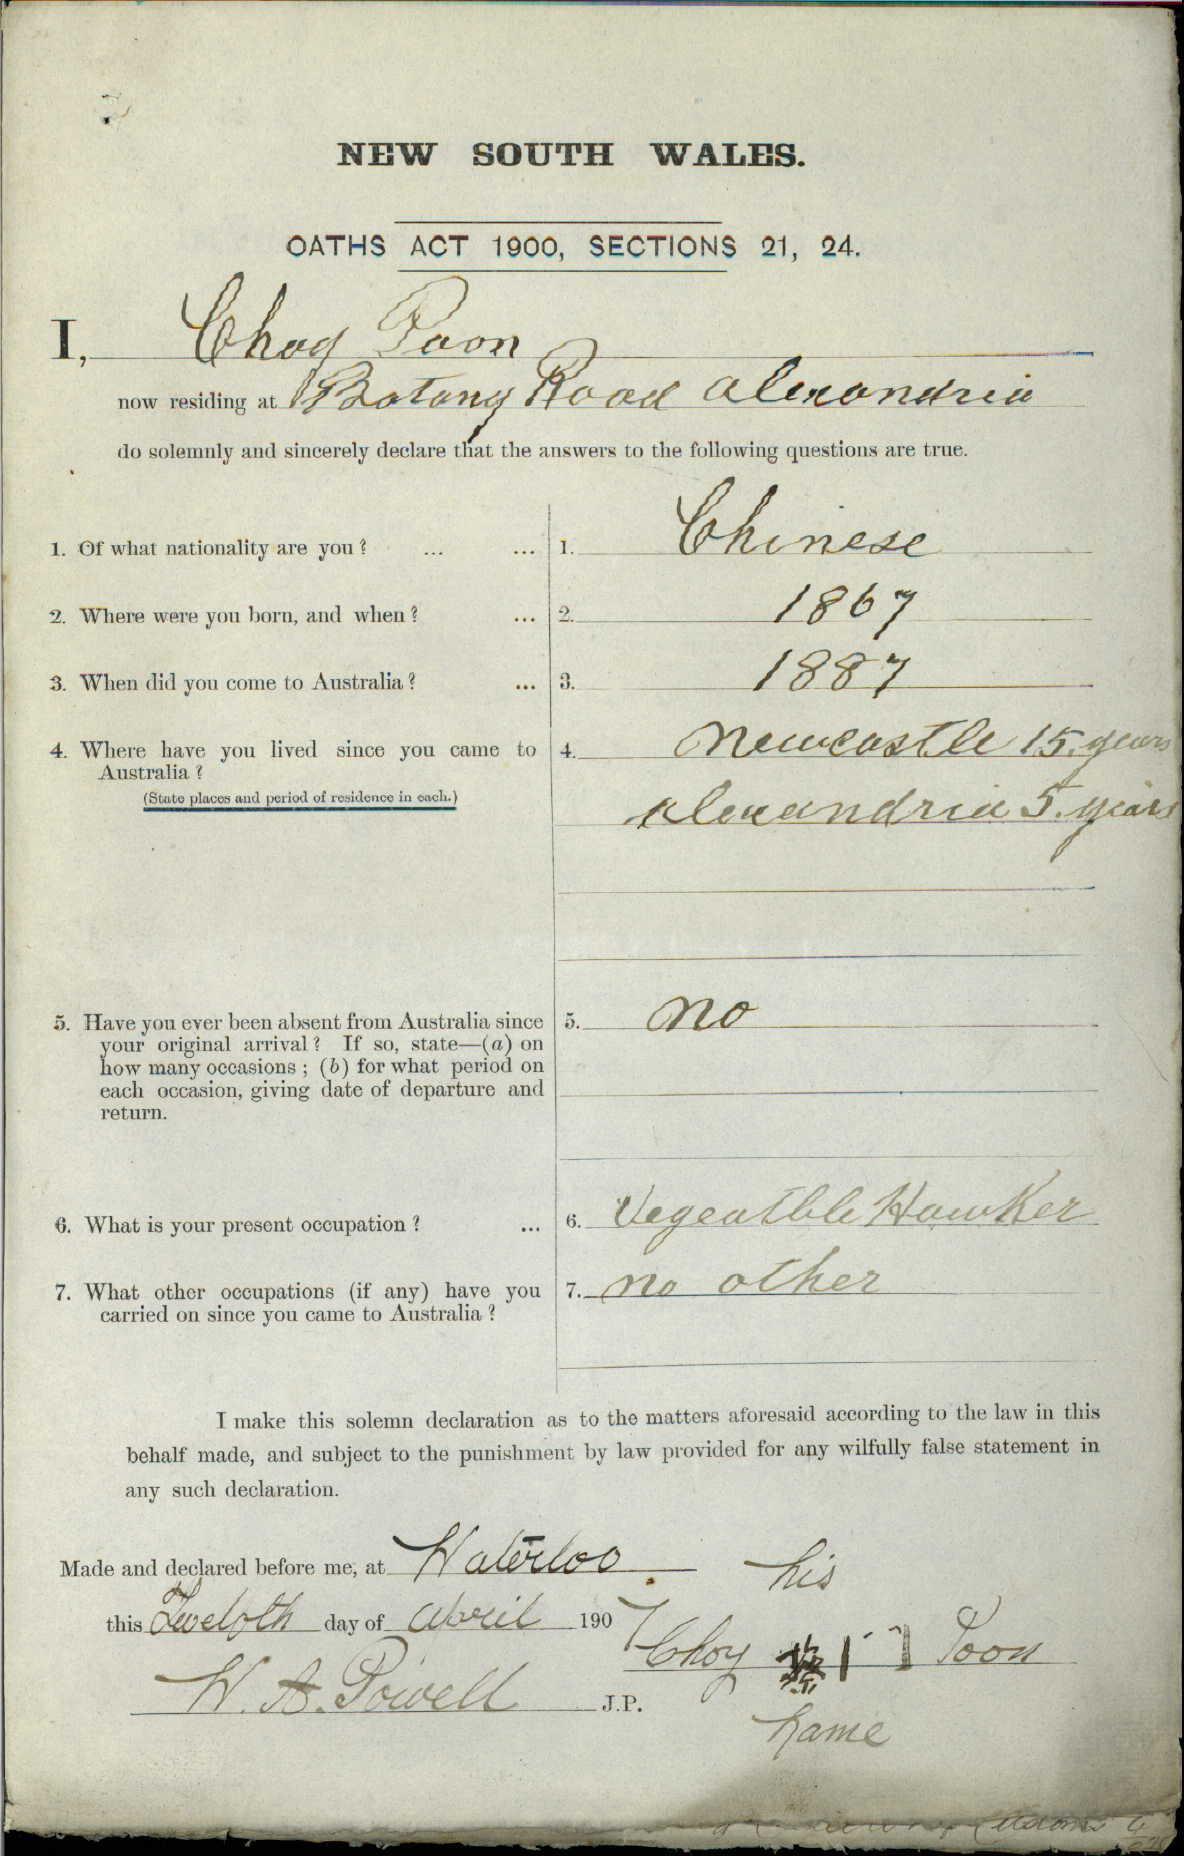 NEW SOUTH WALES.
OATHS ACT 1900, SECTIONS 21, 24.
I, Choy Poon
now residing at Botany Road Alexandria
do solemnly and sincerely declare that the answers to the following questions are true.
1. Of what nationality are you? ... ... 1. Chinese
2. Where were you born, and when? ... 2. 1867
3. When did you come to Australia? ... 3. 1887
4. Where have you lived since you came to 4. Newcastle 15 years
Australia?
(State places and period of residence in each.)
Alexandria 5. years
5. Have you ever been absent from Australia since 5. No
your original arrival? If so, state—(a) on
how many occasions; (b) for what period on
each occasion, giving date of departure and
return.
6. What is your present occupation? ... 6. Vegeatble Hawker
7. What other occupations (if any) have you 7. no other
carried on since you came to Australia?
I make this solemn declaration as to the matters aforesaid according to the law in this
behalf made, and subject to the punishment by law provided for any wilfully false statement in
any such declaration.
Made and declared before me, at Waterloo his
this Twelfth day of April 1907
Choy Poon
W. A. Powell J.P.
name